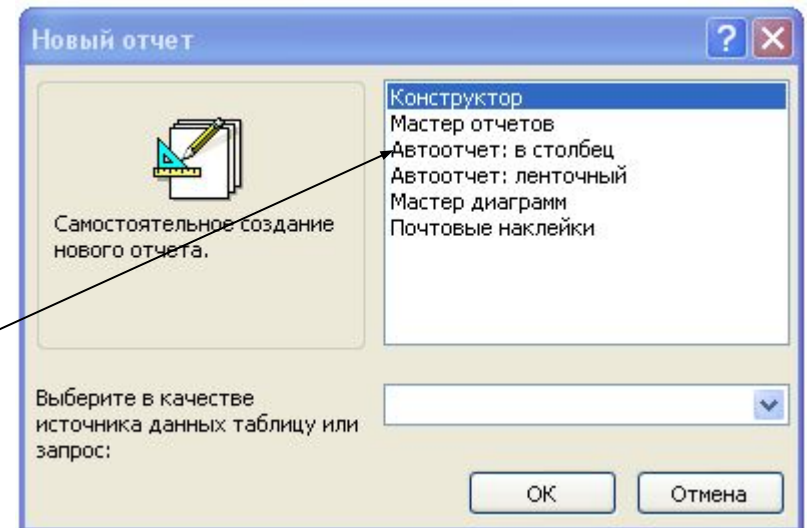 Новый отчет
Конструктор
Мастер отчетов
Автоотчет: в столбец
Автоотчет: ленточный
Мастер диаграмм
Почтовые наклейки
Самостоятельное создание
нового отчета.
Выберите в качестве
источника данных таблицу или
запрос:
ОК
Отмена